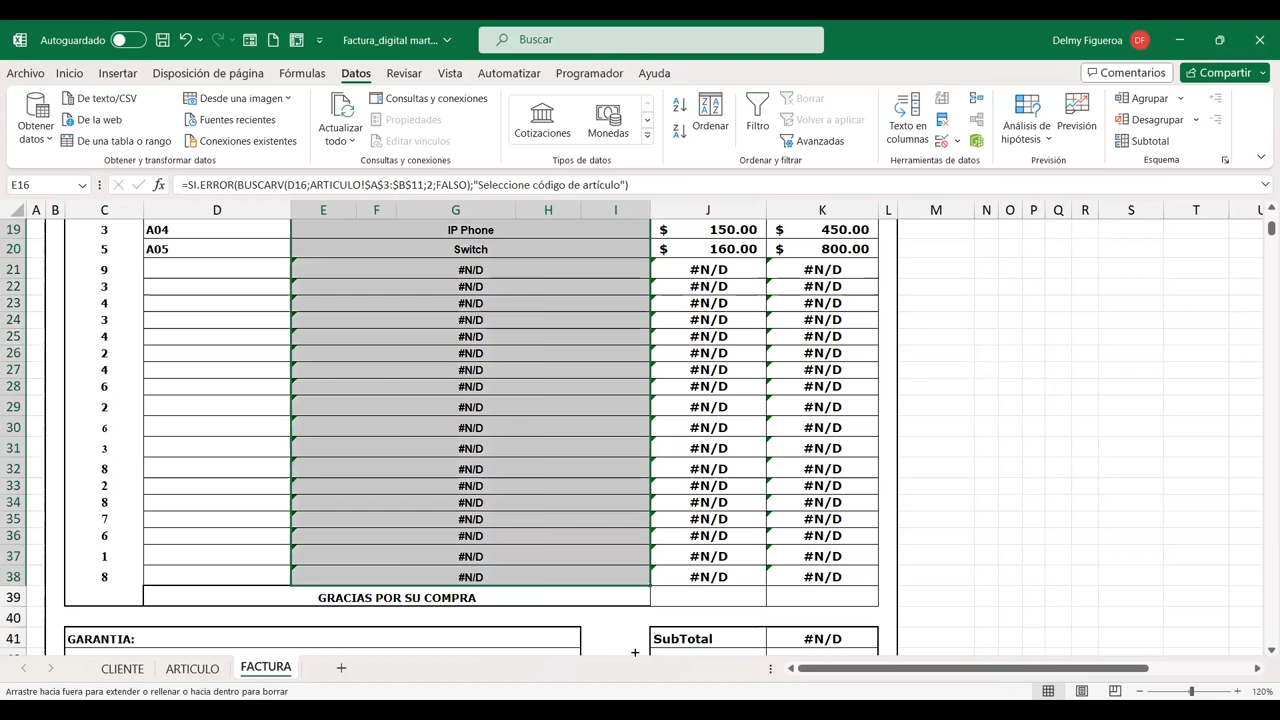 Autoguardado Factura_digital mart... Buscar Delmy Figueroa DF
Archivo Inicio Insertar Disposición de página Fórmulas Datos Revisar Vista Automatizar Programador Ayuda Comentarios Compartir
Obtener datos De texto/CSV Desde una imagen Actualizar todo Consultas y conexiones Cotizaciones Monedas Ordenar Filtro Borrar Texto en columnas Análisis de hipótesis Previsión Agrupar
De la web Fuentes recientes Propiedades Volver a aplicar Desagrupar
De una tabla o rango Conexiones existentes Editar vínculos Avanzadas Subtotal
Obtener y transformar datos Consultas y conexiones Tipos de datos Ordenar y filtrar Herramientas de datos Previsión Esquema
E16 fx =SI.ERROR(BUSCARV(D16;ARTICULO!$A$3:$B$11;2;FALSO);"Seleccione código de artículo")
A B C D E F G H I J K L M N O P Q R S T U
19 3 A04 IP Phone $ 150.00 $ 450.00
20 5 A05 Switch $ 160.00 $ 800.00
21 9 #N/D #N/D #N/D
22 3 #N/D #N/D #N/D
23 4 #N/D #N/D #N/D
24 3 #N/D #N/D #N/D
25 4 #N/D #N/D #N/D
26 2 #N/D #N/D #N/D
27 4 #N/D #N/D #N/D
28 6 #N/D #N/D #N/D
29 2 #N/D #N/D #N/D
30 6 #N/D #N/D #N/D
31 3 #N/D #N/D #N/D
32 8 #N/D #N/D #N/D
33 2 #N/D #N/D #N/D
34 8 #N/D #N/D #N/D
35 7 #N/D #N/D #N/D
36 6 #N/D #N/D #N/D
37 1 #N/D #N/D #N/D
38 8 #N/D #N/D #N/D
39 GRACIAS POR SU COMPRA
40
41 GARANTIA: SubTotal #N/D
CLIENTE ARTICULO FACTURA
Arrastre hacia fuera para extender o rellenar o hacia dentro para borrar 120%